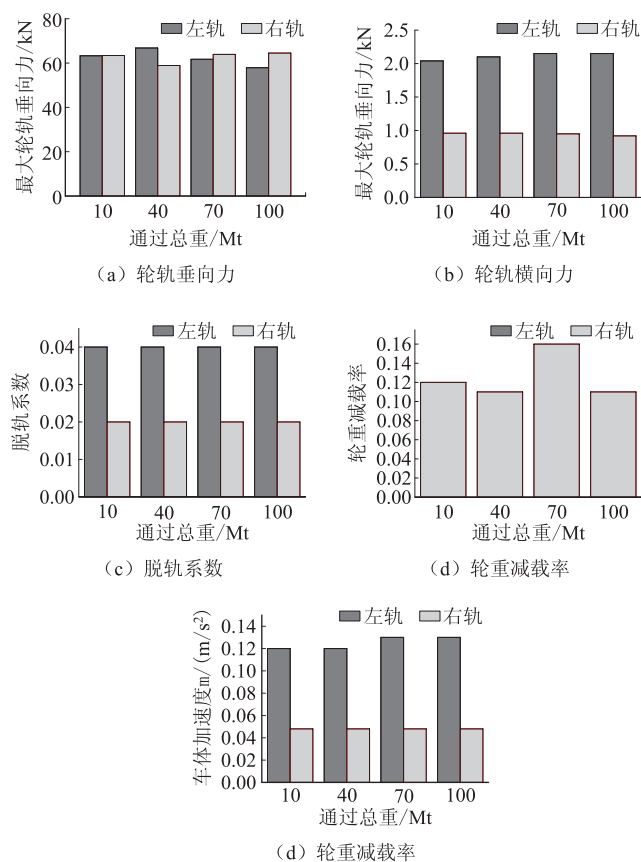 左轨 右轨
最大轮轨垂向力/kN
80
60
40
20
0
10 40 70 100
通过总重/Mt
(a) 轮轨垂向力
左轨 右轨
最大轮轨垂向力/kN
2.5
2.0
1.5
1.0
0.5
0.0
10 40 70 100
通过总重/Mt
(b) 轮轨横向力
左轨 右轨
脱轨系数
0.04
0.03
0.02
0.01
0.00
10 40 70 100
通过总重/Mt
(c) 脱轨系数
左轨 右轨
轮重减载率
0.16
0.14
0.12
0.10
0.08
0.06
0.04
0.02
0.00
10 40 70 100
通过总重/Mt
(d) 轮重减载率
左轨 右轨
车体加速度m/(m/s²)
0.14
0.12
0.10
0.08
0.06
0.04
0.02
0.00
10 40 70 100
通过总重/Mt
(d) 轮重减载率